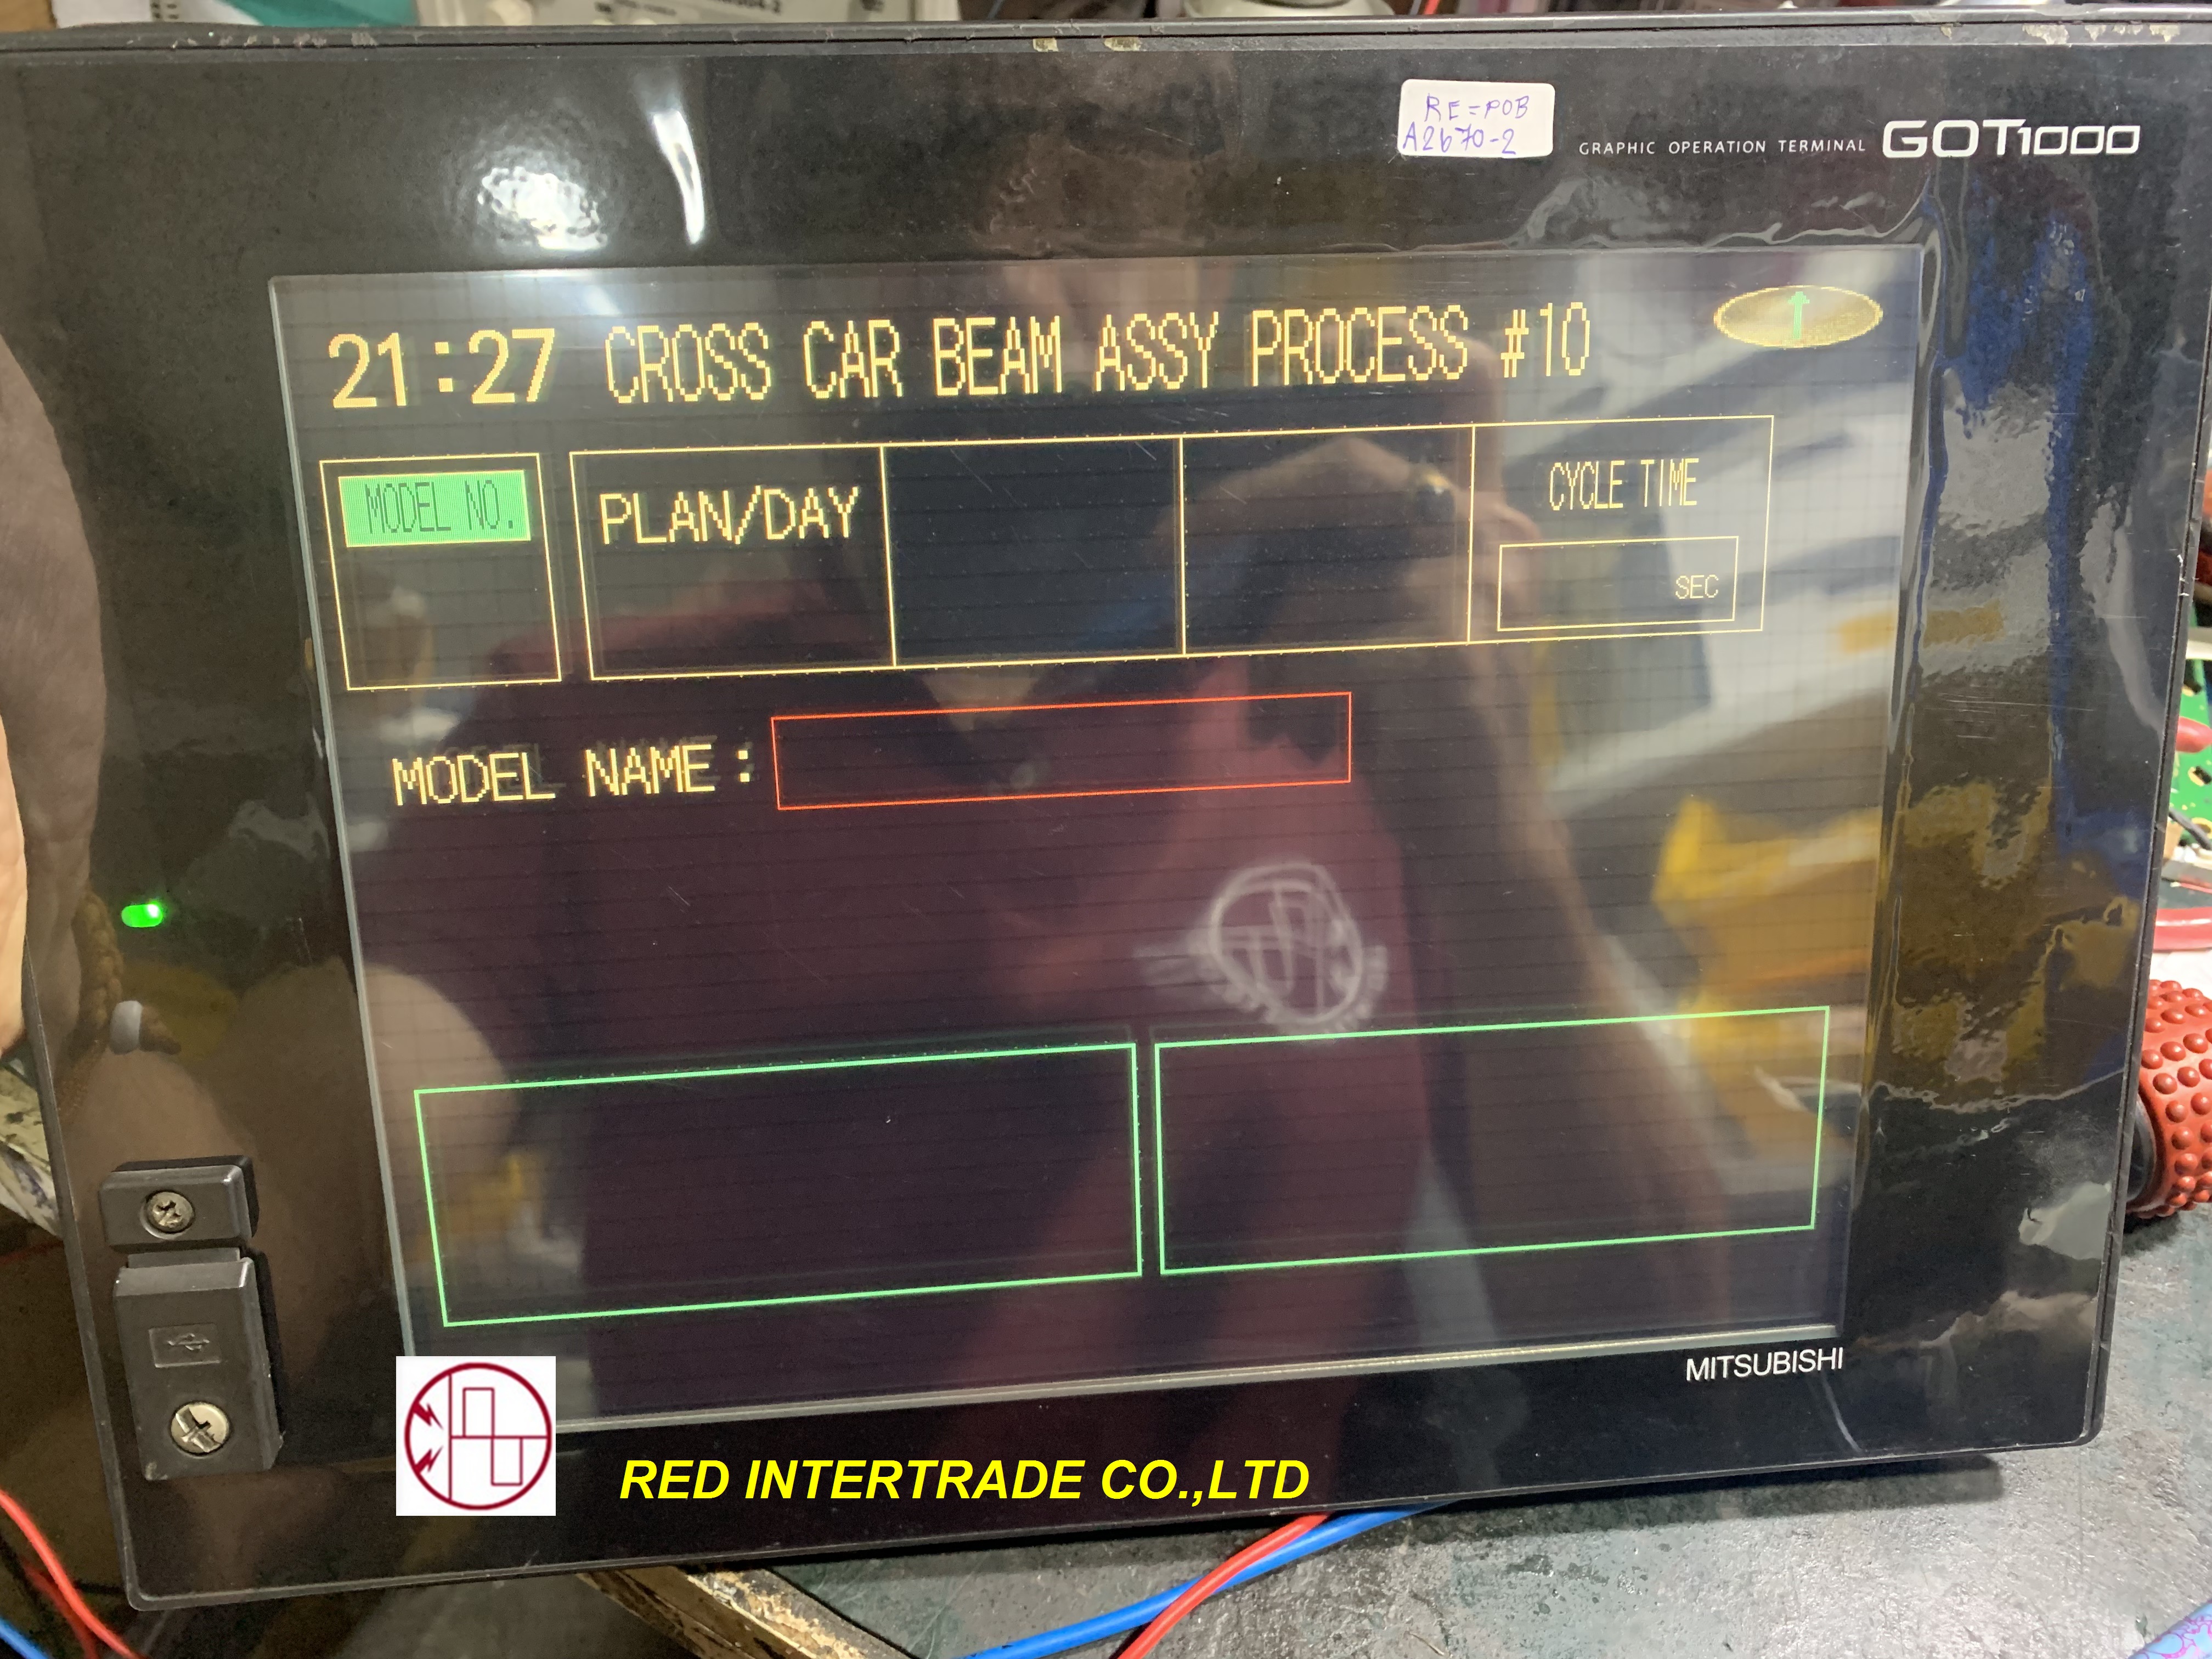 RE=POB
A2670-2
GRAPHIC OPERATION TERMINAL GOT1000
21:27 CROSS CAR BEAM ASSY PROCESS #10
MODEL NO.
PLAN/DAY
CYCLE TIME
SEC
MODEL NAME :
MITSUBISHI
RED INTERTRADE CO.,LTD